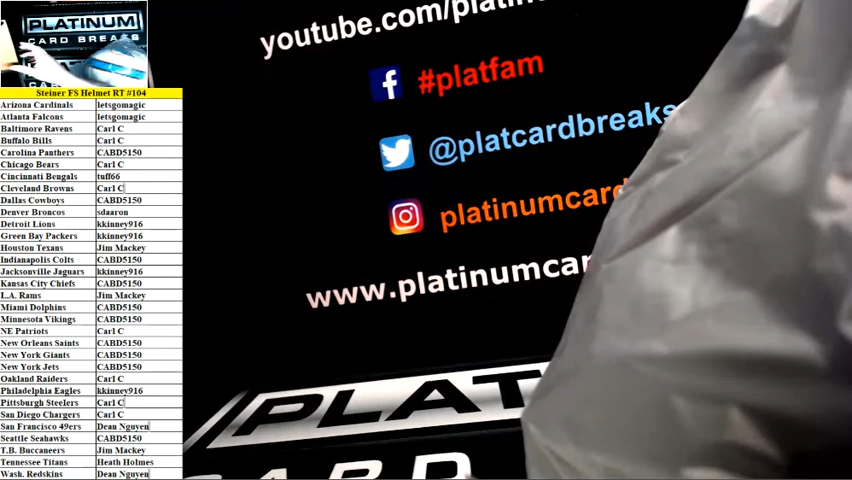 PLATINUM
CARD BREAKS
Steiner FS Helmet RT #104
Arizona Cardinals letsgomagic
Atlanta Falcons letsgomagic
Baltimore Ravens Carl C
Buffalo Bills Carl C
Carolina Panthers CABD5150
Chicago Bears Carl C
Cincinnati Bengals tuff66
Cleveland Browns Carl C
Dallas Cowboys CABD5150
Denver Broncos sdaaron
Detroit Lions kkinney916
Green Bay Packers kkinney916
Houston Texans Jim Mackey
Indianapolis Colts CABD5150
Jacksonville Jaguars kkinney916
Kansas City Chiefs CABD5150
L.A. Rams Jim Mackey
Miami Dolphins CABD5150
Minnesota Vikings CABD5150
NE Patriots Carl C
New Orleans Saints CABD5150
New York Giants CABD5150
New York Jets CABD5150
Oakland Raiders Carl C
Philadelphia Eagles kkinney916
Pittsburgh Steelers Carl C
San Diego Chargers Carl C
San Francisco 49ers Dean Nguyen
Seattle Seahawks CABD5150
T.B. Buccaneers Jim Mackey
Tennessee Titans Heath Holmes
Wash. Redskins Dean Nguyen
youtube.com/platin
#platfam
@platcardbreaks
platinumcard
www.platinumcar
PLAT
CARD